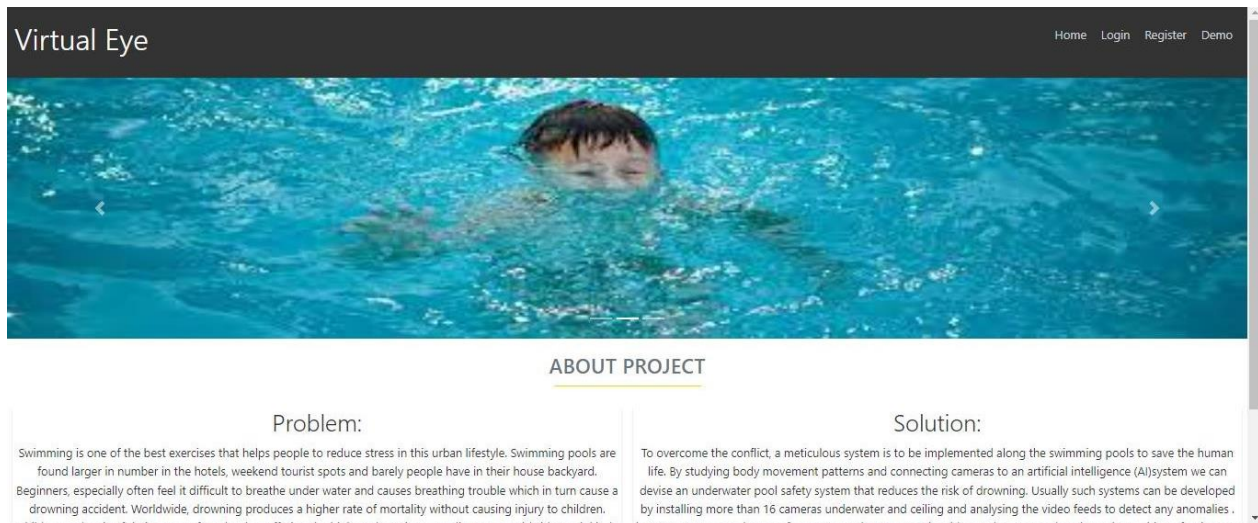 Virtual Eye
Home Login Register Demo
ABOUT PROJECT
Problem:
Swimming is one of the best exercises that helps people to reduce stress in this urban lifestyle. Swimming pools are
found larger in number in the hotels, weekend tourist spots and barely people have in their house backyard.
Beginners, especially often feel it difficult to breathe under water and causes breathing trouble which in turn cause a
drowning accident. Worldwide, drowning produces a higher rate of mortality without causing injury to children.
Solution:
To overcome the conflict, a meticulous system is to be implemented along the swimming pools to save the human
life. By studying body movement patterns and connecting cameras to an artificial intelligence (AI)system we can
devise an underwater pool safety system that reduces the risk of drowning. Usually such systems can be developed
by installing more than 16 cameras underwater and ceiling and analysing the video feeds to detect any anomalies .